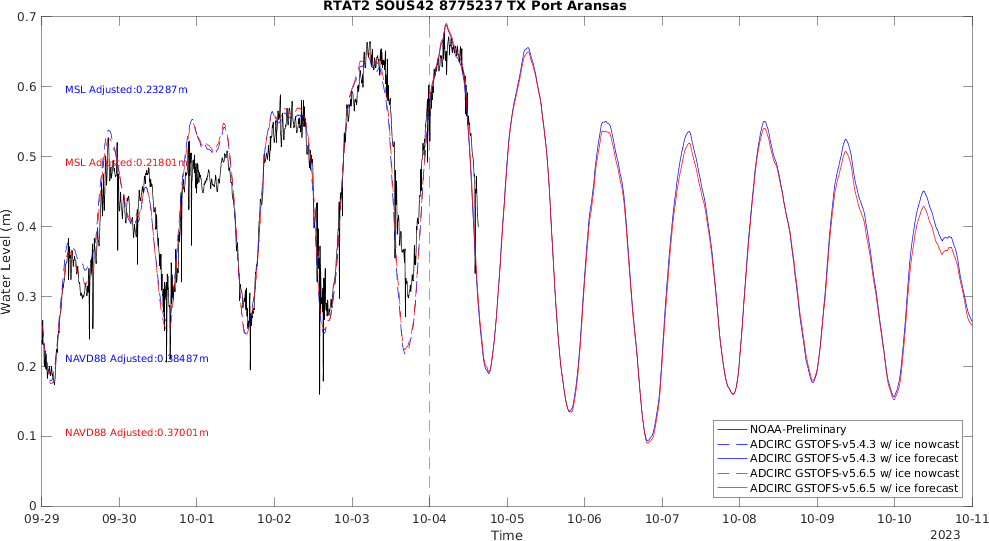 RTAT2 SOUS42 8775237 TX Port Aransas
0.7
0.6
0.5
0.4
0.3
0.2
0.1
0
Water Level (m)
MSL Adjusted:0.23287m
MSL Adjusted:0.21801m
NAVD88 Adjusted:0.38487m
NAVD88 Adjusted:0.37001m
NOAA-Preliminary
ADCIRC GSTOFS-v5.4.3 w/ ice nowcast
ADCIRC GSTOFS-v5.4.3 w/ ice forecast
ADCIRC GSTOFS-v5.6.5 w/ ice nowcast
ADCIRC GSTOFS-v5.6.5 w/ ice forecast
09-29 09-30 10-01 10-02 10-03 10-04 10-05 10-06 10-07 10-08 10-09 10-10 10-11
Time
2023